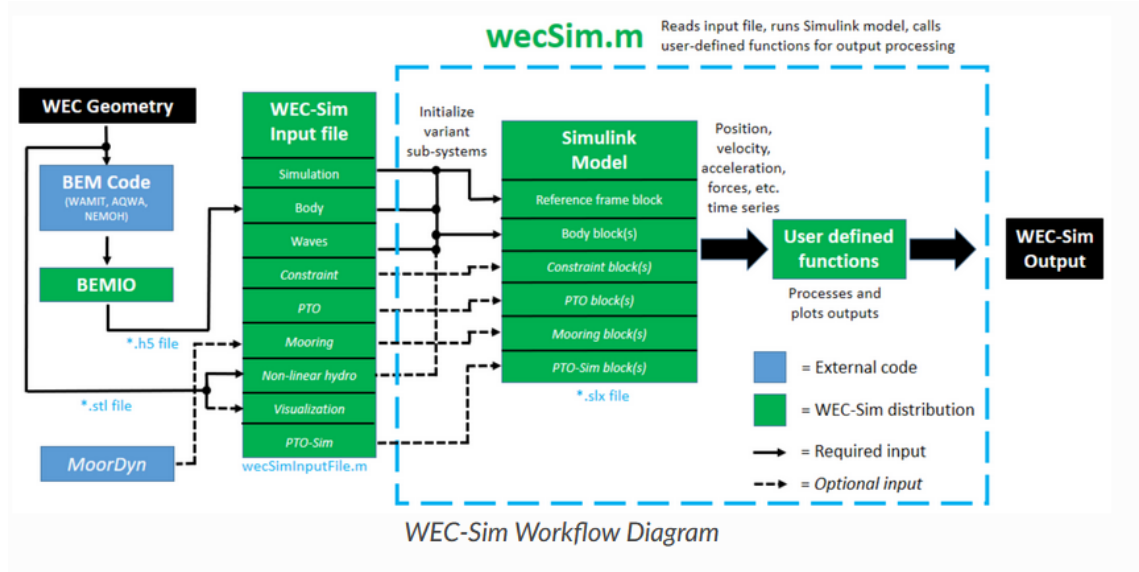 wecSim.m
Reads input file, runs Simulink model, calls
user-defined functions for output processing
WEC Geometry
BEM Code
(WAMIT, AQWA,
NEMOH)
BEMIO
*.h5 file
*.stl file
MoorDyn
WEC-Sim
Input file
Simulation
Body
Waves
Constraint
PTO
Mooring
Non-linear hydro
Visualization
PTO-Sim
wecSimInputFile.m
Initialize
variant
sub-systems
Simulink
Model
Reference frame block
Body block(s)
Constraint block(s)
PTO block(s)
Mooring block(s)
PTO-Sim block(s)
*.slx file
Position,
velocity,
acceleration,
forces, etc.
time series
User defined
functions
Processes and
plots outputs
WEC-Sim
Output
= External code
= WEC-Sim distribution
= Required input
= Optional input
WEC-Sim Workflow Diagram